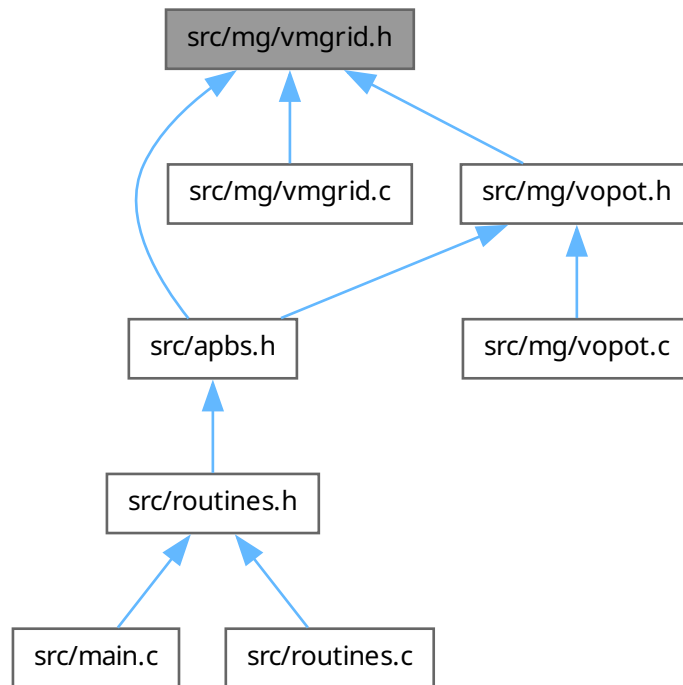 src/mg/vmgrid.h
src/mg/vmgrid.c
src/mg/vopot.h
src/apbs.h
src/mg/vopot.c
src/routines.h
src/main.c
src/routines.c